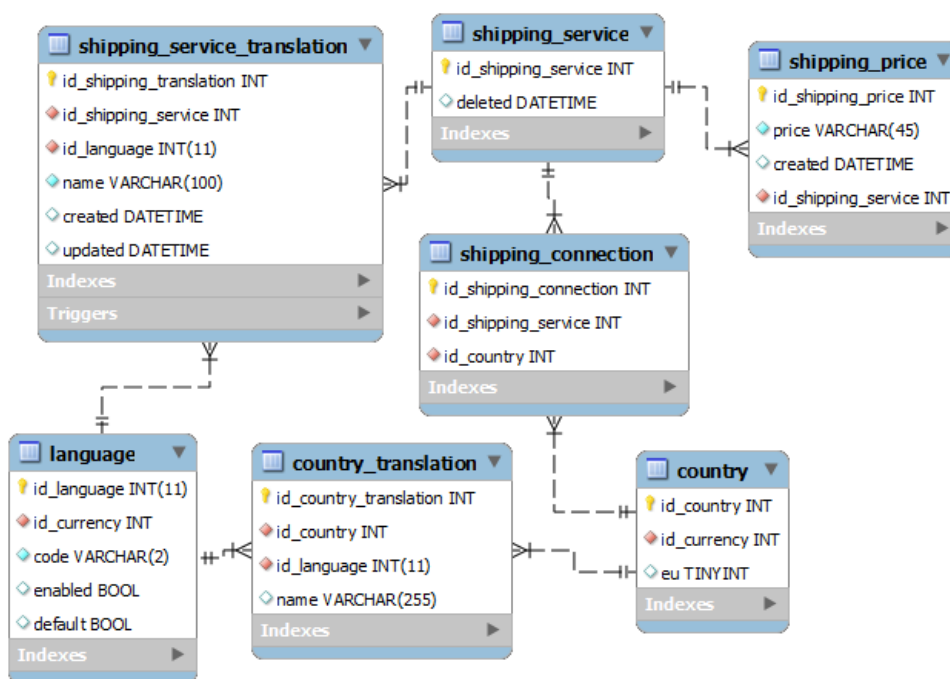 shipping_service_translation
id_shipping_translation INT
id_shipping_service INT
id_language INT(11)
name VARCHAR(100)
created DATETIME
updated DATETIME
Indexes
Triggers
shipping_service
id_shipping_service INT
deleted DATETIME
Indexes
shipping_price
id_shipping_price INT
price VARCHAR(45)
created DATETIME
id_shipping_service INT
Indexes
shipping_connection
id_shipping_connection INT
id_shipping_service INT
id_country INT
Indexes
language
id_language INT(11)
id_currency INT
code VARCHAR(2)
enabled BOOL
default BOOL
Indexes
country_translation
id_country_translation INT
id_country INT
id_language INT(11)
name VARCHAR(255)
Indexes
country
id_country INT
id_currency INT
eu TINYINT
Indexes